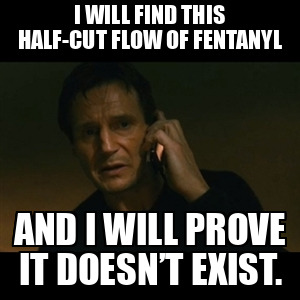 I WILL FIND THIS
HALF-CUT FLOW OF FENTANYL
AND I WILL PROVE
IT DOESN'T EXIST.